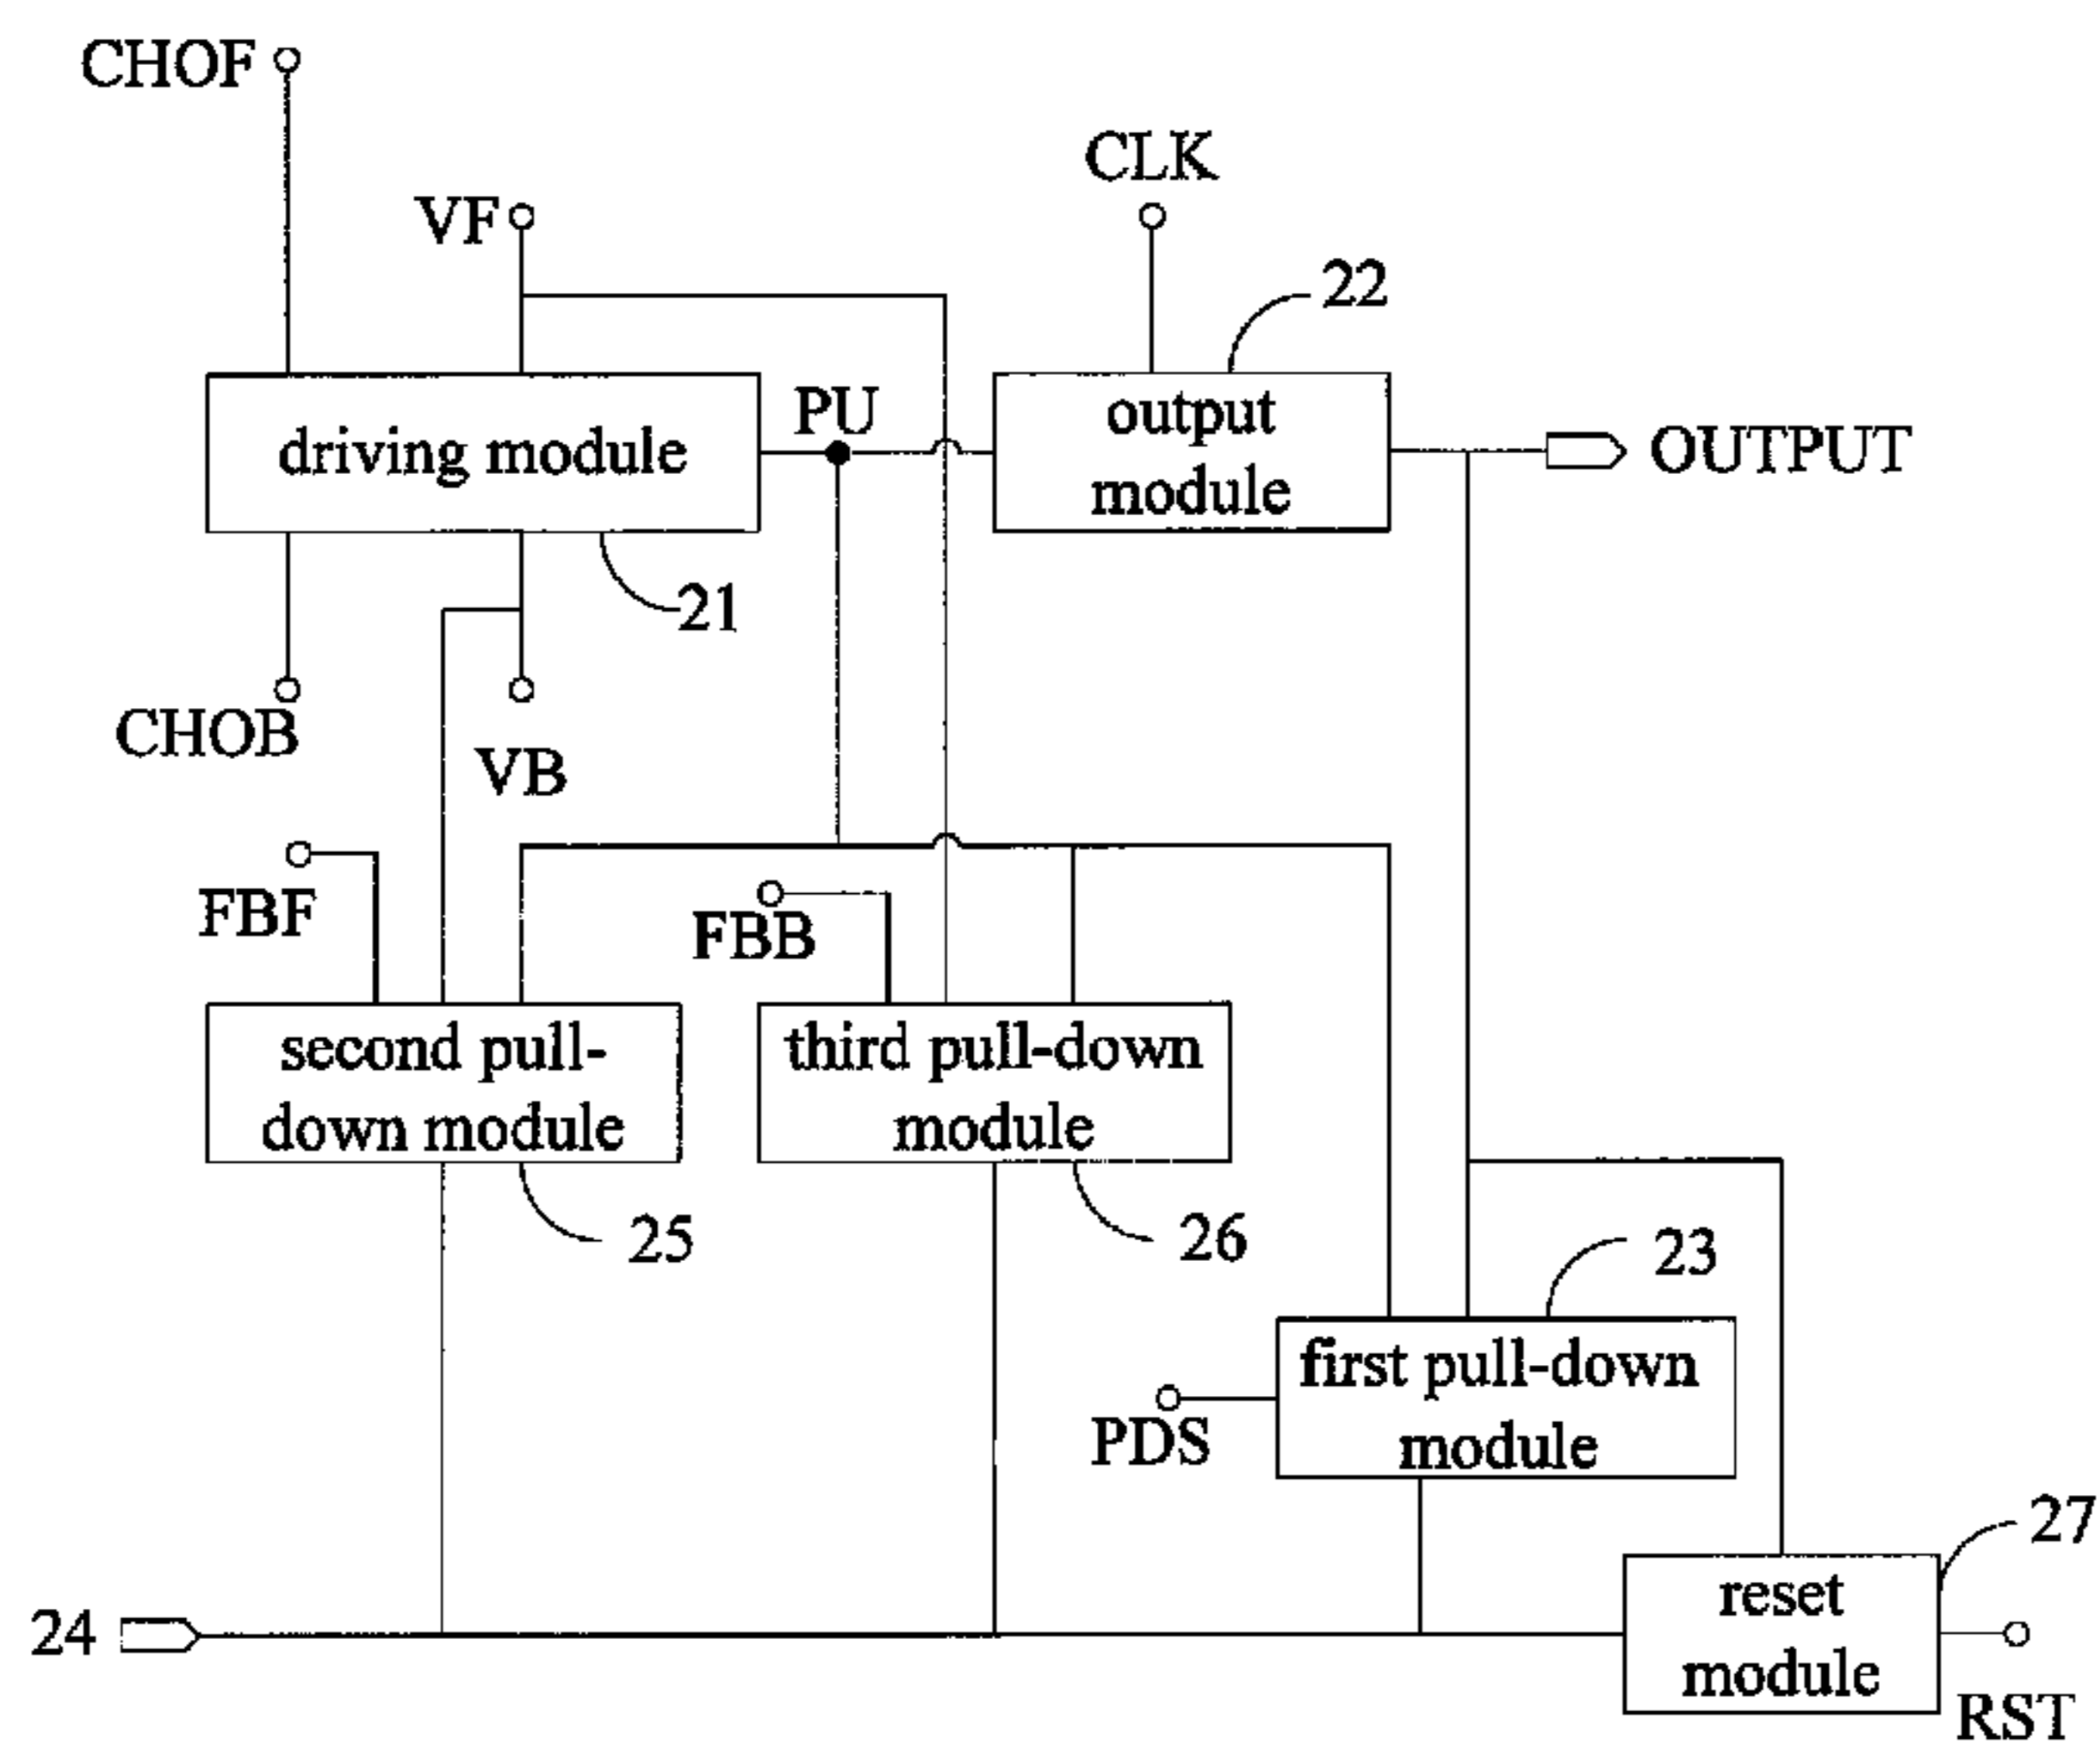 CHOF
CLK
VF
22
PU
output
module
driving module
OUTPUT
21
CHOB
VB
FBF
FBB
second pull-
down module
third pull-down
module
25
26
23
first pull-down
module
PDS
27
reset
module
24
RST